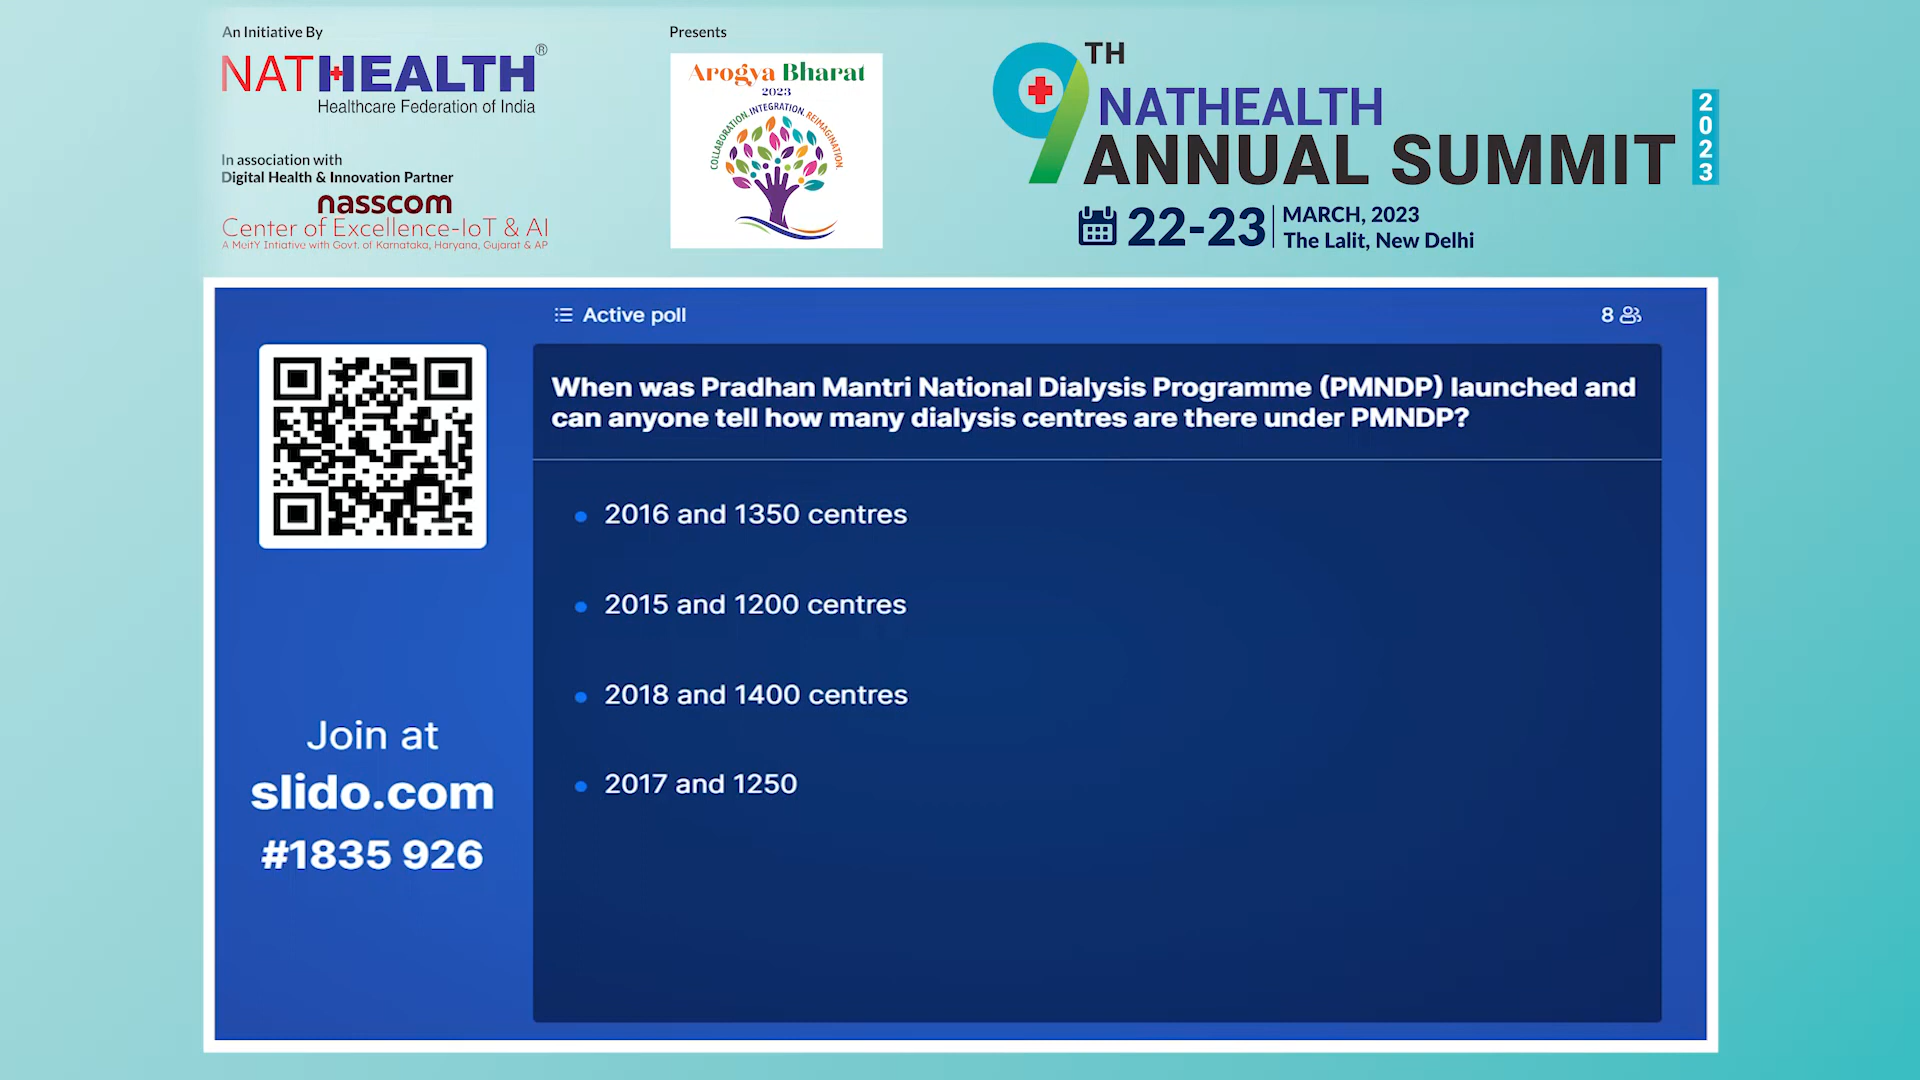 An Initiative By
NATHEALTH®
Healthcare Federation of India
In association with
Digital Health & Innovation Partner
nasscom
Center of Excellence-IoT & AI
A MeitY Intiative with Govt. of Karnataka, Haryana, Gujarat & AP
Presents
Arogya Bharat
2023
COLLABORATION. INTEGRATION. REIMAGINATION.
9TH
NATHEALTH
ANNUAL SUMMIT
2023
22-23
MARCH, 2023
The Lalit, New Delhi
Active poll
8
When was Pradhan Mantri National Dialysis Programme (PMNDP) launched and
can anyone tell how many dialysis centres are there under PMNDP?
2016 and 1350 centres
2015 and 1200 centres
2018 and 1400 centres
2017 and 1250
Join at
slido.com
#1835 926